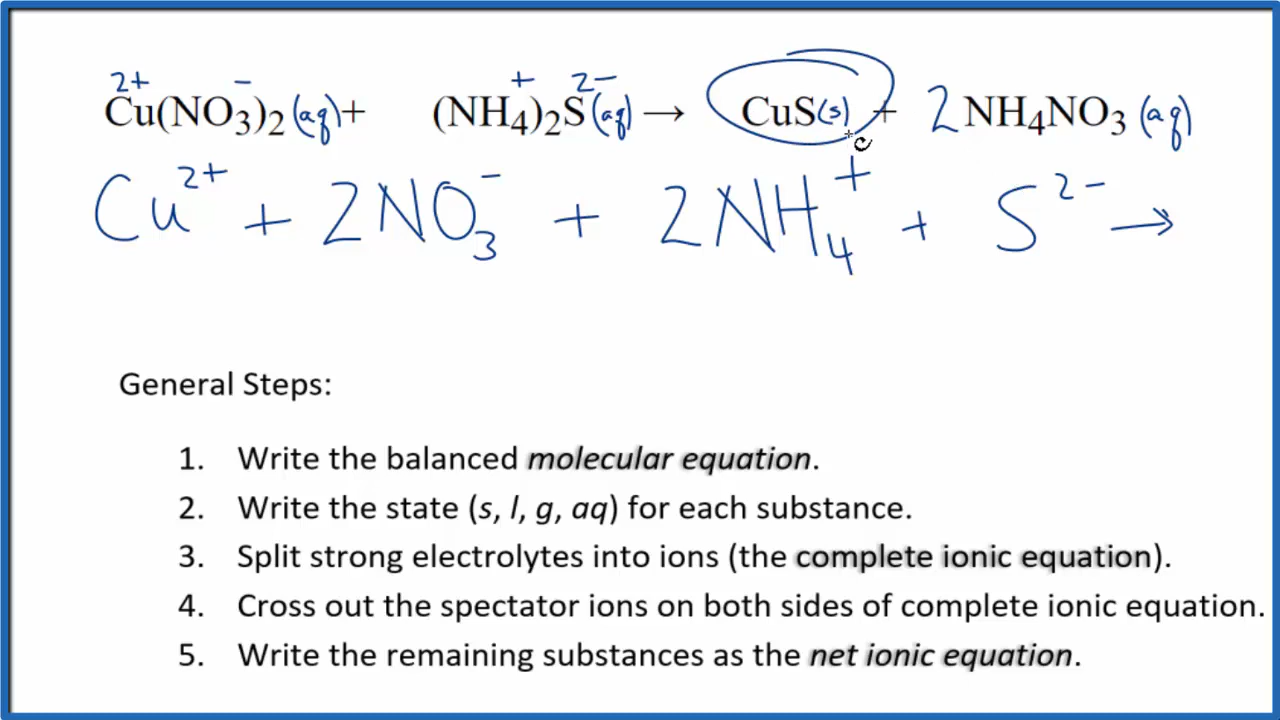 2+ − + 2−
Cu(NO₃)₂(aq)+ (NH₄)₂S(aq) → CuS(s) + 2NH₄NO₃(aq)
Cu²⁺ + 2NO₃⁻ + 2NH₄⁺ + S²⁻ →
General Steps:
1. Write the balanced molecular equation.
2. Write the state (s, l, g, aq) for each substance.
3. Split strong electrolytes into ions (the complete ionic equation).
4. Cross out the spectator ions on both sides of complete ionic equation.
5. Write the remaining substances as the net ionic equation.